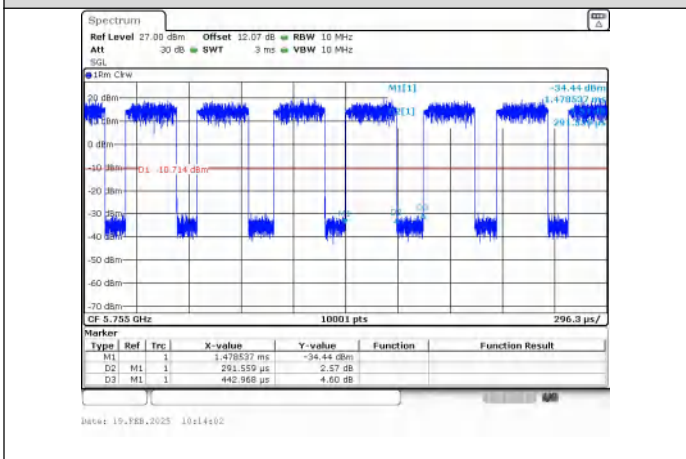 Spectrum
Ref Level 27.00 dBm Offset 12.07 dB RBW 10 MHz
Att 30 dB SWT 3 ms VBW 10 MHz
SGL
1Rm Clrw
M1[1] -34.44 dBm
20 dBm 1.478537 ms
0 dBm
-10 dBm D1 -10.714 dBm
-20 dBm
-30 dBm
-40 dBm
-50 dBm
-60 dBm
-70 dBm
CF 5.755 GHz 10001 pts 296.3 µs/
Marker
Type Ref Trc X-value Y-value Function Function Result
M1 1 1.478537 ms -34.44 dBm
D2 M1 1 291.559 µs 2.57 dB
D3 M1 1 442.968 µs 4.60 dB
Date: 19.FEB.2025 10:14:02